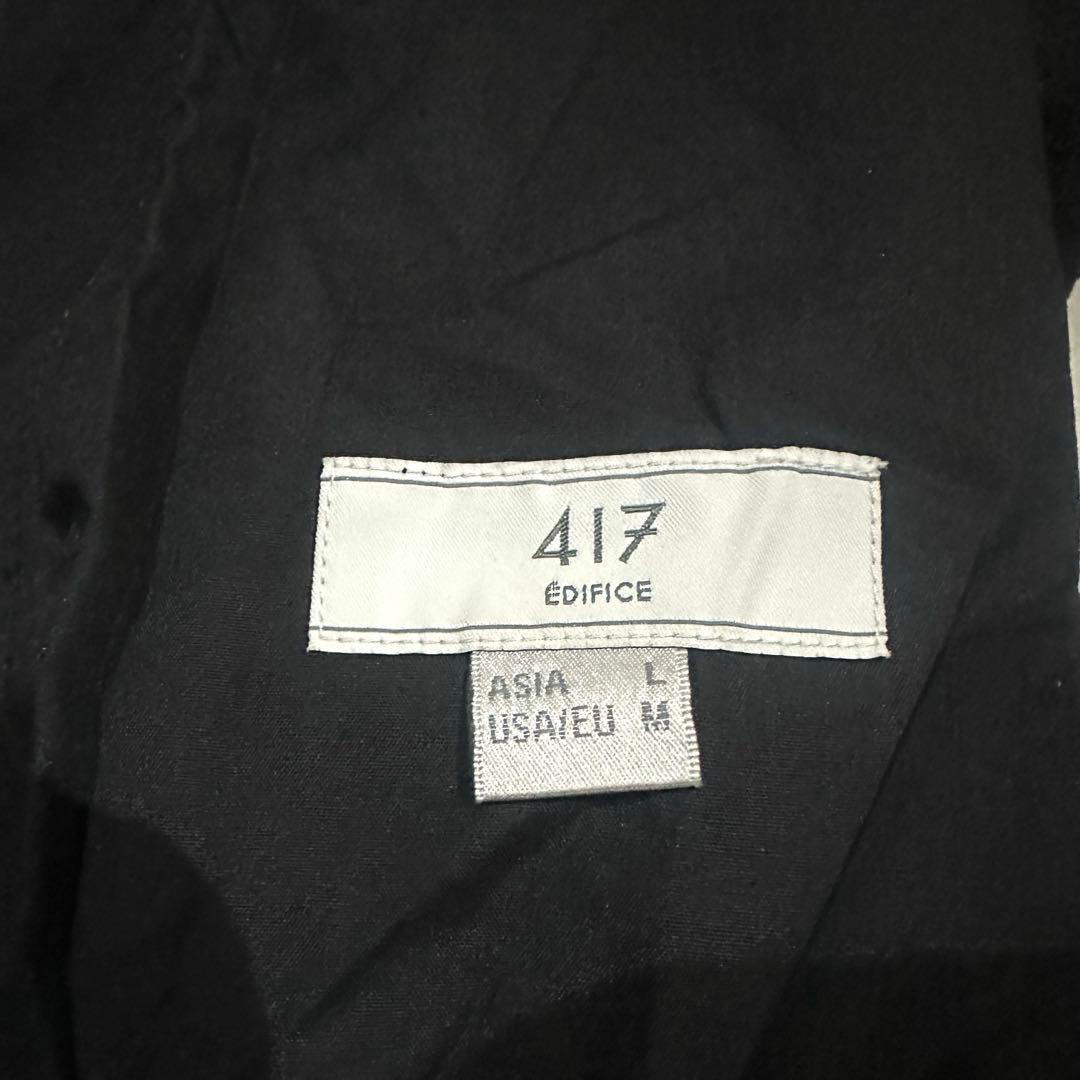 417
ÉDIFICE
ASIA L
USA/EU M